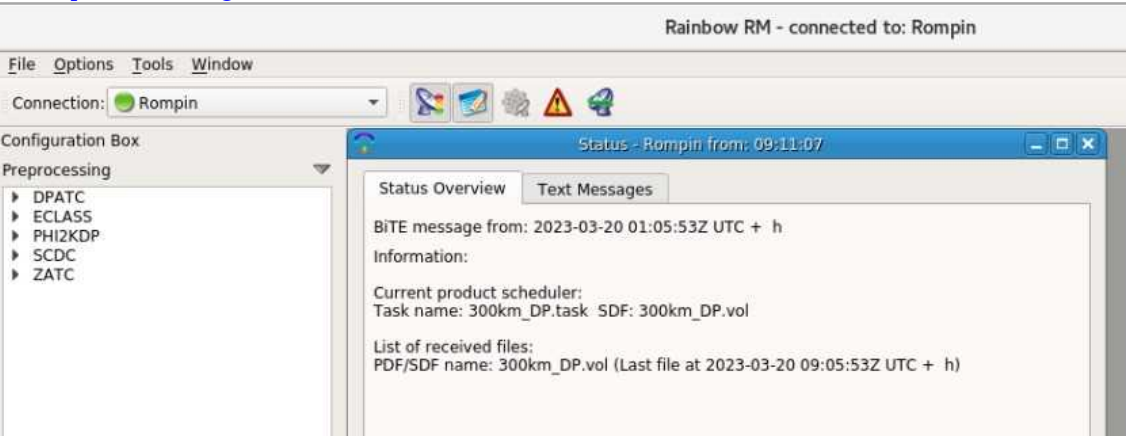 Rainbow RM - connected to: Rompin
File Options Tools Window
Connection: Rompin
Configuration Box
Preprocessing
DPATC
ECLASS
PHI2KDP
SCDC
ZATC
Status - Rompin from: 09:11:07
Status Overview Text Messages
BiTE message from: 2023-03-20 01:05:53Z UTC + h
Information:
Current product scheduler:
Task name: 300km_DP.task SDF: 300km_DP.vol
List of received files:
PDF/SDF name: 300km_DP.vol (Last file at 2023-03-20 09:05:53Z UTC + h)